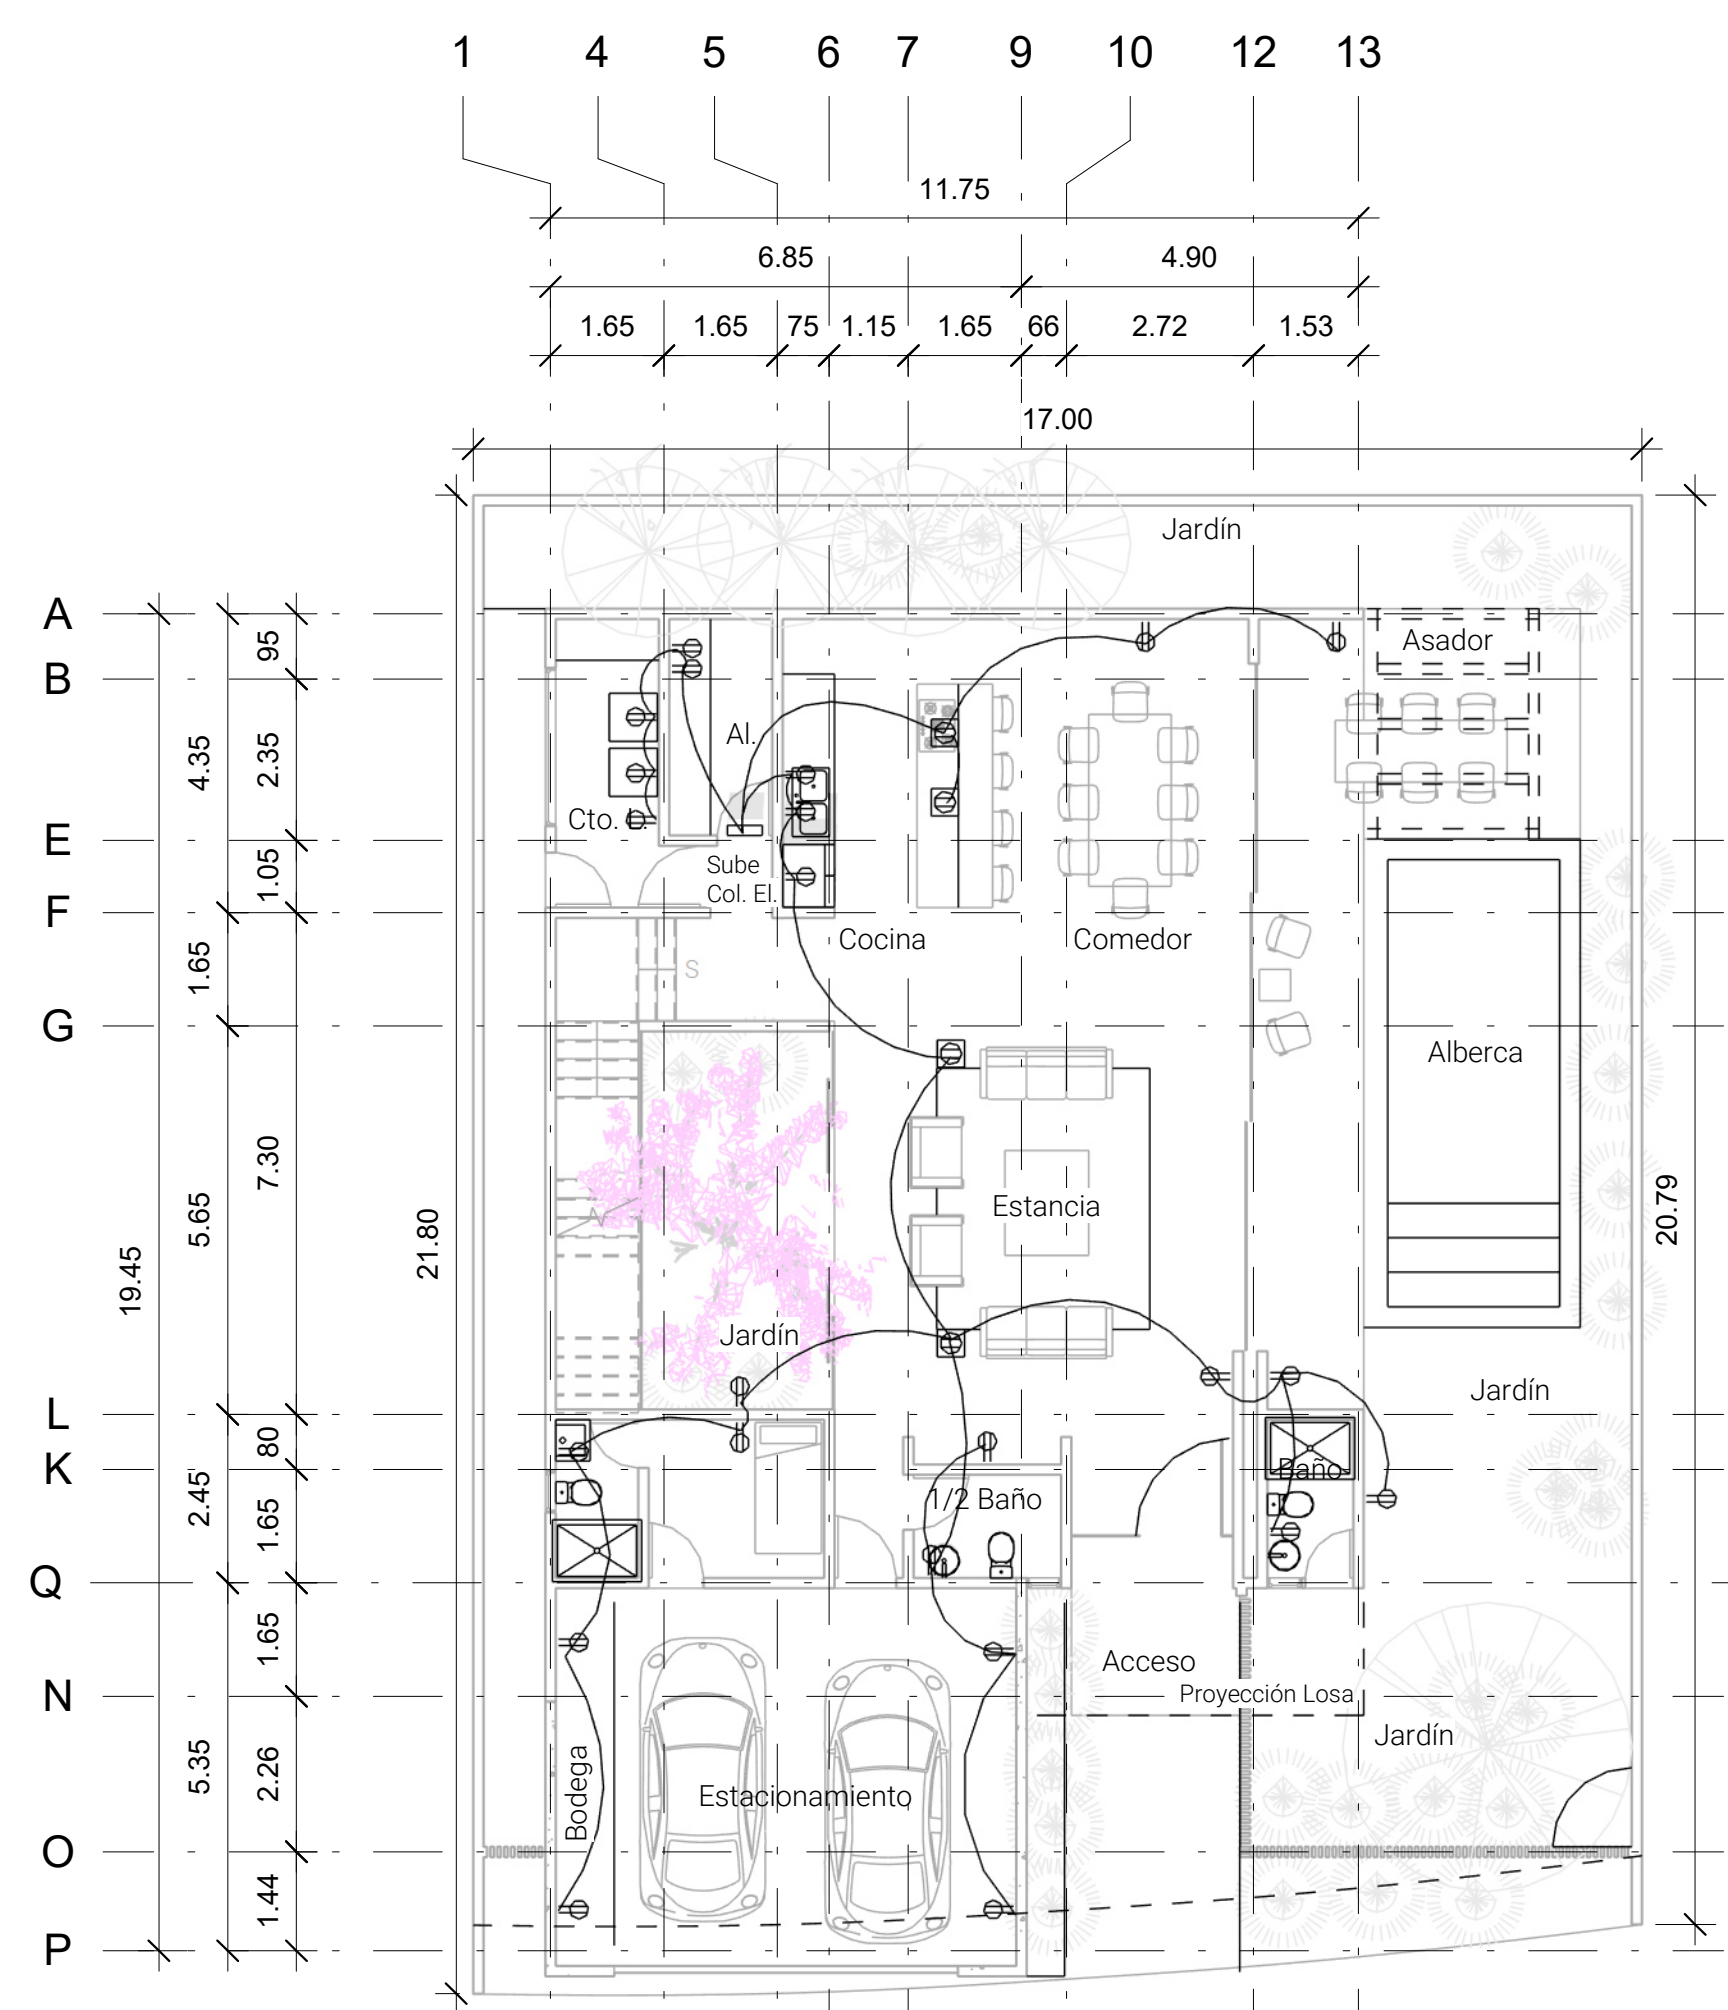 1 4 5 6 7 9 10 12 13
11.75
6.85 4.90
1.65 1.65 75 1.15 1.65 66 2.72 1.53
17.00
Jardín
A
95
Asador
B
4.35
2.35
Al.
Cto. L.
E
1.05
Sube
Col. El.
F
Cocina
Comedor
1.65
S
G
Alberca
7.30
5.65
Estancia
20.79
21.80
19.45
Jardín
Jardín
L
80
K
Baño
2.45
1.65
1/2 Baño
Q
1.65
Acceso
N
Proyección Losa
Jardín
5.35
2.26
Bodega
Estacionamiento
O
1.44
P